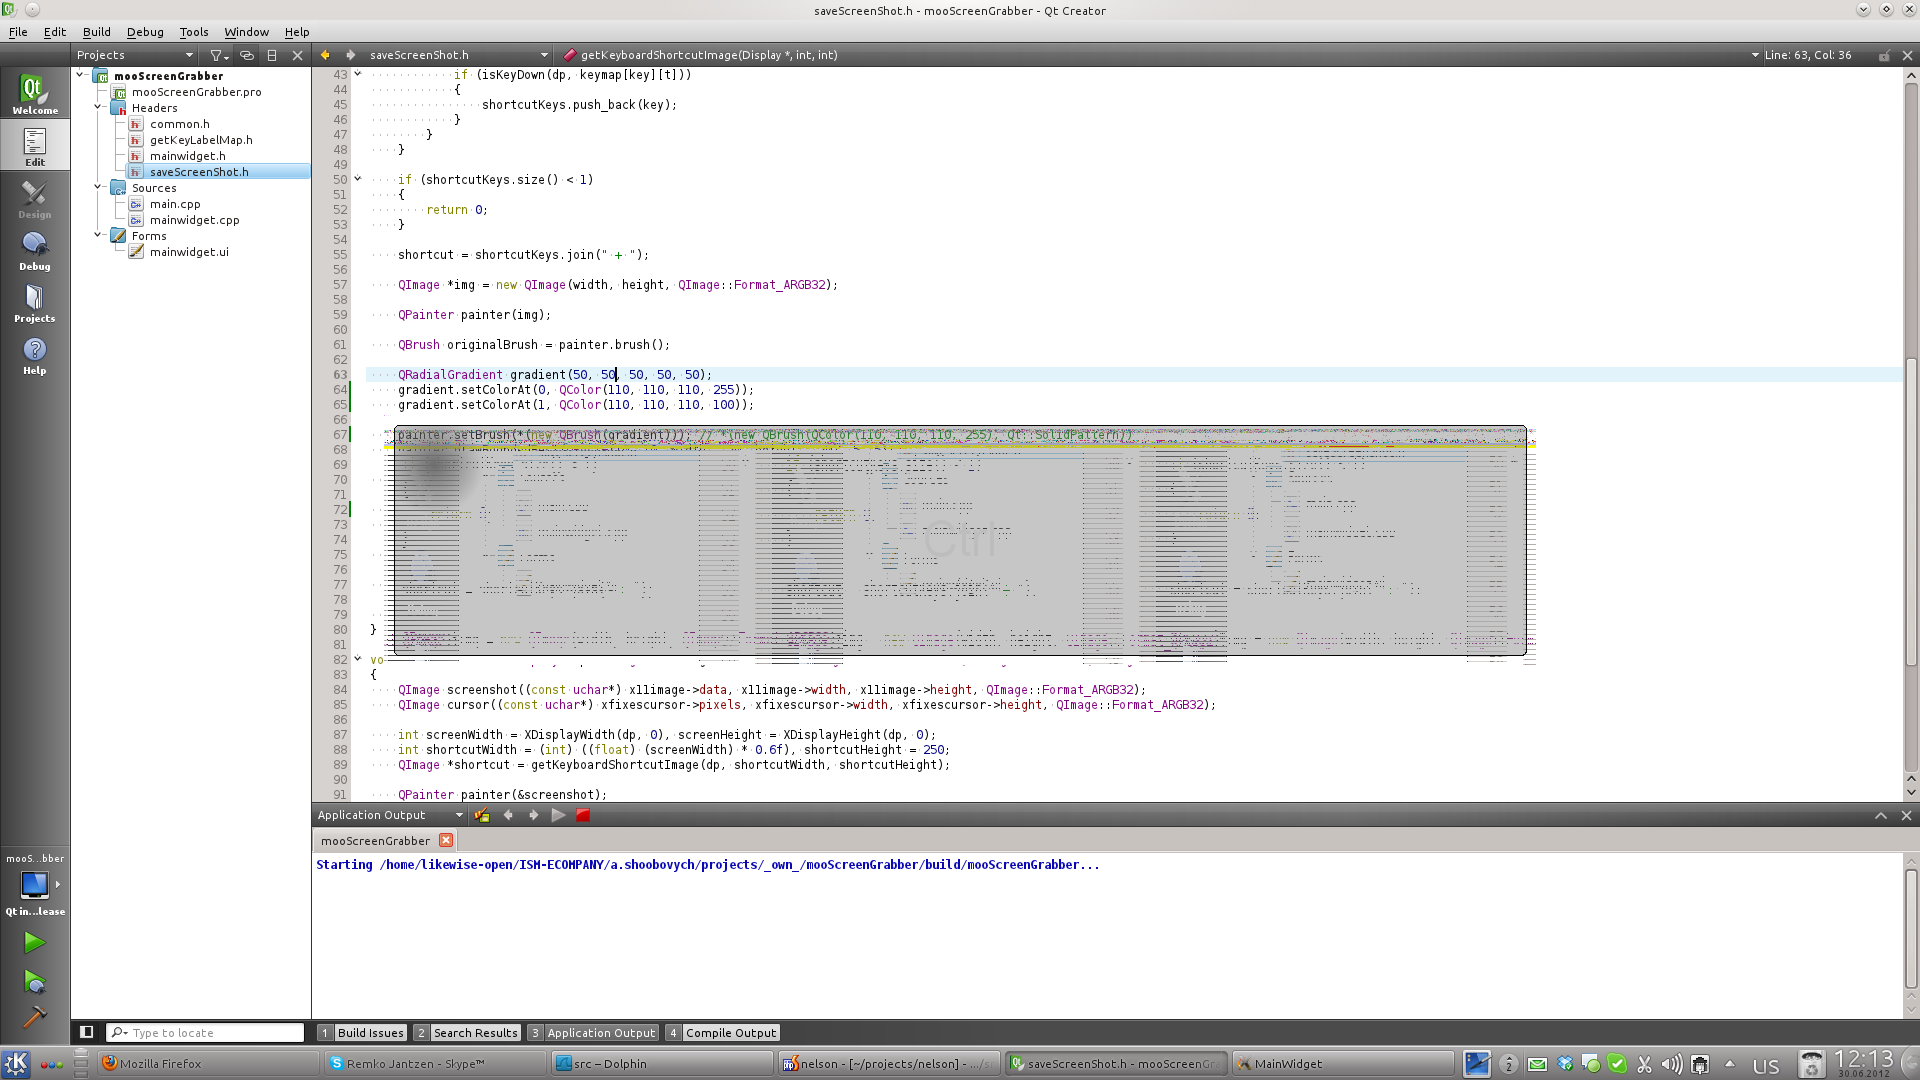 saveScreenShot.h - mooScreenGrabber - Qt Creator
File Edit Build Debug Tools Window Help
Projects
saveScreenShot.h
getKeyboardShortcutImage(Display *, int, int)
Line: 63, Col: 36
Welcome
Edit
Design
Debug
Projects
Help
mooScreenGrabber
mooScreenGrabber.pro
Headers
common.h
getKeyLabelMap.h
mainwidget.h
saveScreenShot.h
Sources
main.cpp
mainwidget.cpp
Forms
mainwidget.ui
43 if (isKeyDown(dp, keymap[key][t]))
44 {
45 shortcutKeys.push_back(key);
46 }
47 }
48 }
49
50 if (shortcutKeys.size() < 1)
51 {
52 return 0;
53 }
54
55 shortcut = shortcutKeys.join(" + ");
56
57 QImage *img = new QImage(width, height, QImage::Format_ARGB32);
58
59 QPainter painter(img);
60
61 QBrush originalBrush = painter.brush();
62
63 QRadialGradient gradient(50, 50, 50, 50, 50);
64 gradient.setColorAt(0, QColor(110, 110, 110, 255));
65 gradient.setColorAt(1, QColor(110, 110, 110, 100));
66
67 painter.setBrush(*(new QBrush(gradient))); // *(new QBrush(QColor(110, 110, 110, 255), Qt::SolidPattern))
68
69
70
71
72
73
Ctrl
74
75
76
77
78
79
80 }
81
82 vo
83 {
84 QImage screenshot((const uchar*) x11image->data, x11image->width, x11image->height, QImage::Format_ARGB32);
85 QImage cursor((const uchar*) xfixescursor->pixels, xfixescursor->width, xfixescursor->height, QImage::Format_ARGB32);
86
87 int screenWidth = XDisplayWidth(dp, 0), screenHeight = XDisplayHeight(dp, 0);
88 int shortcutWidth = (int) ((float) (screenWidth) * 0.6f), shortcutHeight = 250;
89 QImage *shortcut = getKeyboardShortcutImage(dp, shortcutWidth, shortcutHeight);
90
91 QPainter painter(&screenshot);
Application Output
mooScreenGrabber
Starting /home/likewise-open/ISM-ECOMPANY/a.shoobovych/projects/_own_/mooScreenGrabber/build/mooScreenGrabber...
mooS...bber
Qt in...lease
Type to locate
1 Build Issues 2 Search Results 3 Application Output 4 Compile Output
Mozilla Firefox
Remko Jantzen - Skype™
src – Dolphin
nelson - [~/projects/nelson] - .../s
saveScreenShot.h - mooScreenGr
MainWidget
2
US
12:13
30.06.2012